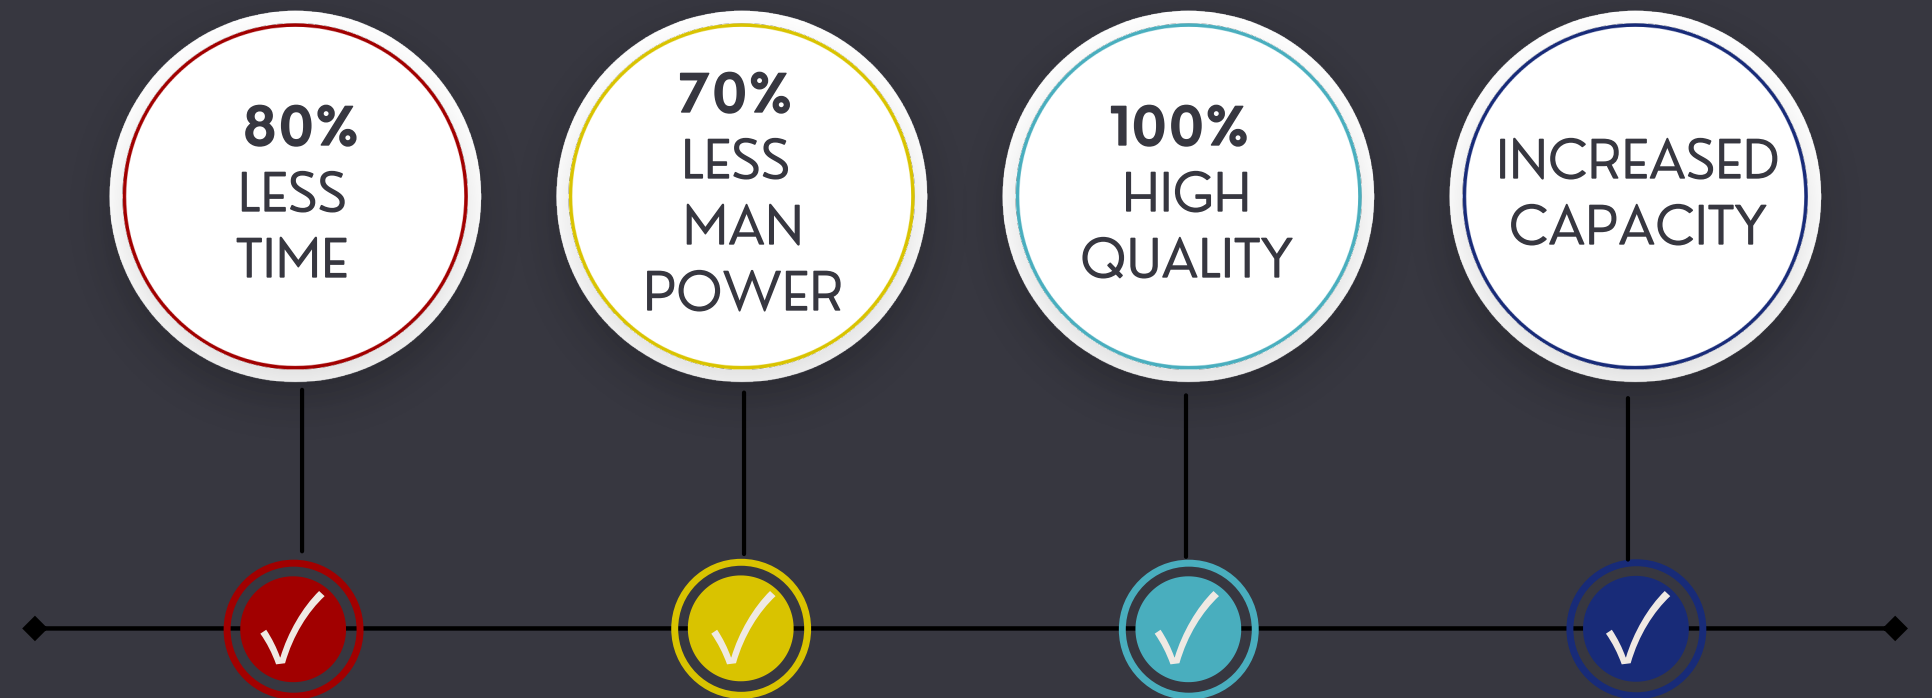 80%
LESS
TIME
70%
LESS
MAN
POWER
100%
HIGH
QUALITY
INCREASED
CAPACITY